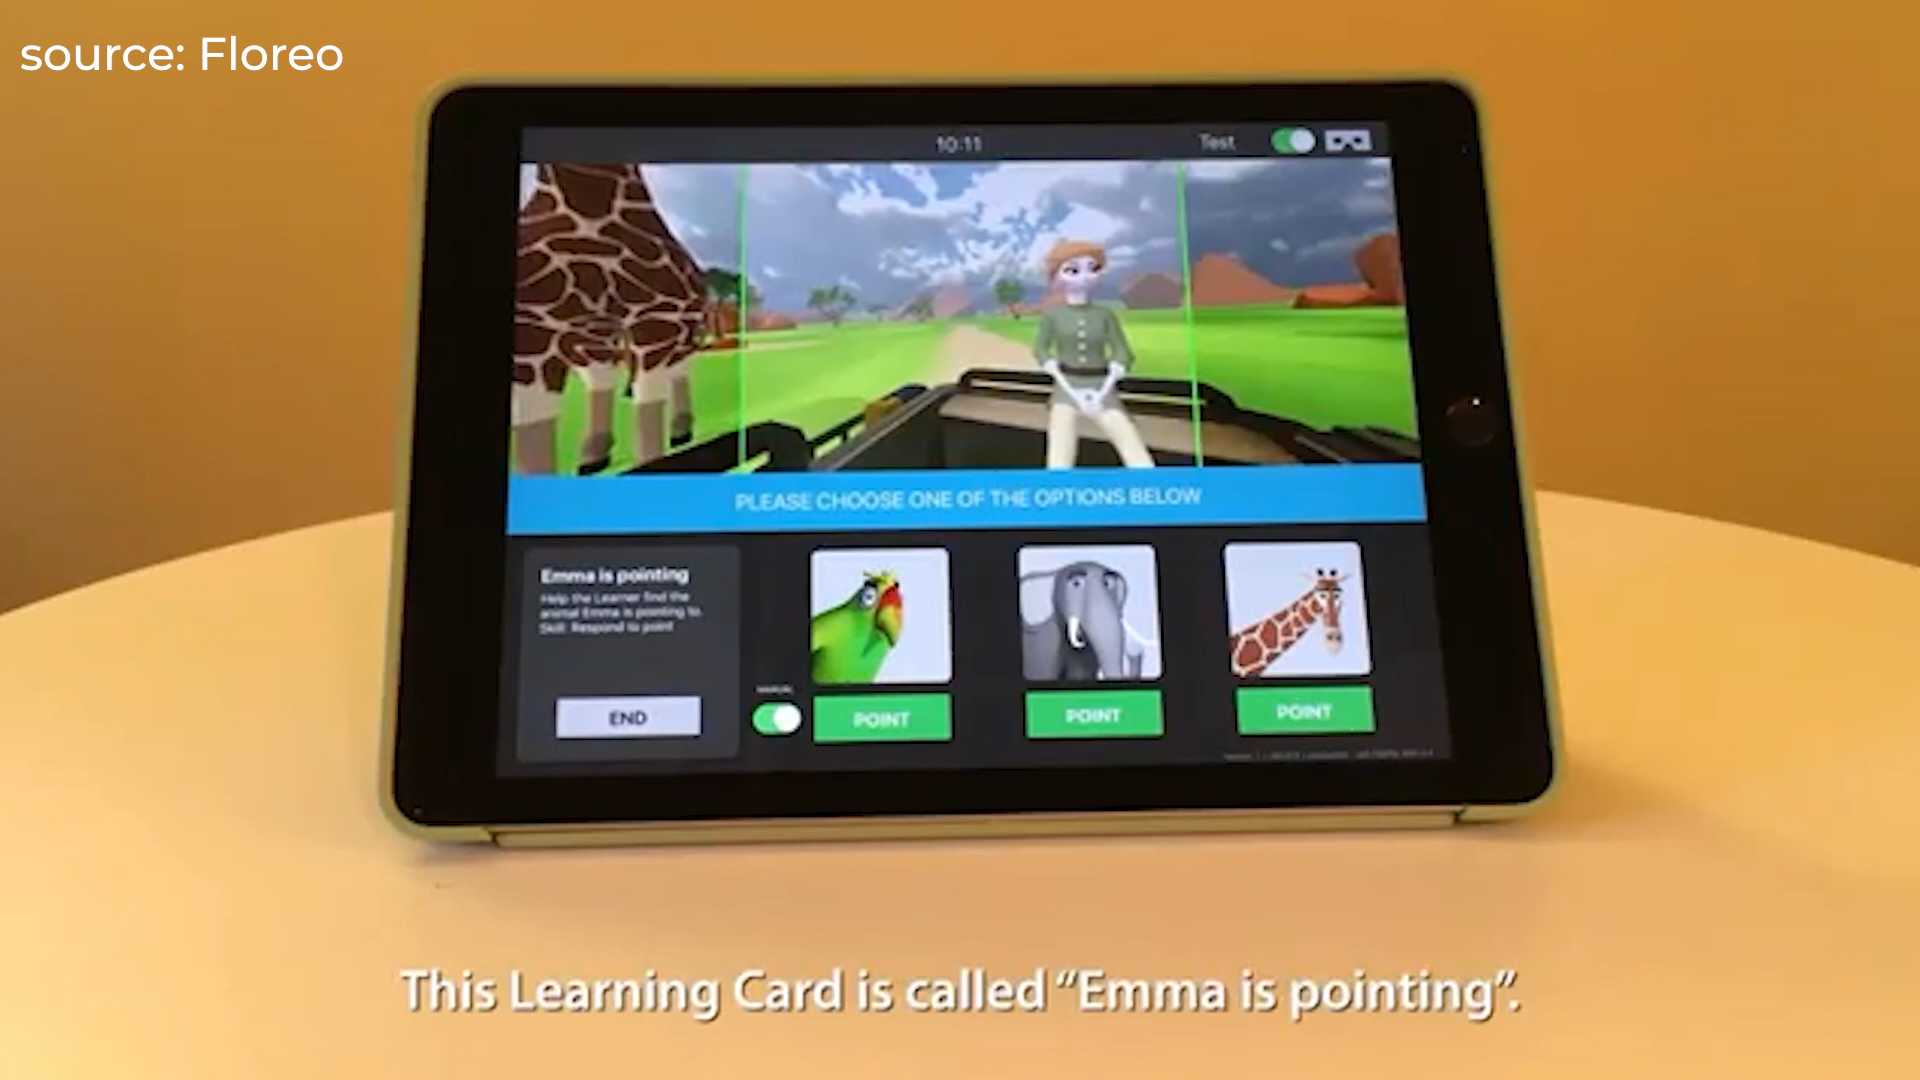 source: Floreo
10:11
Test
PLEASE CHOOSE ONE OF THE OPTIONS BELOW
Emma is pointing
Help the Learner find the
animal Emma is pointing to.
Skill: Respond to point
END
MANUAL
POINT
POINT
POINT
This Learning Card is called “Emma is pointing”.